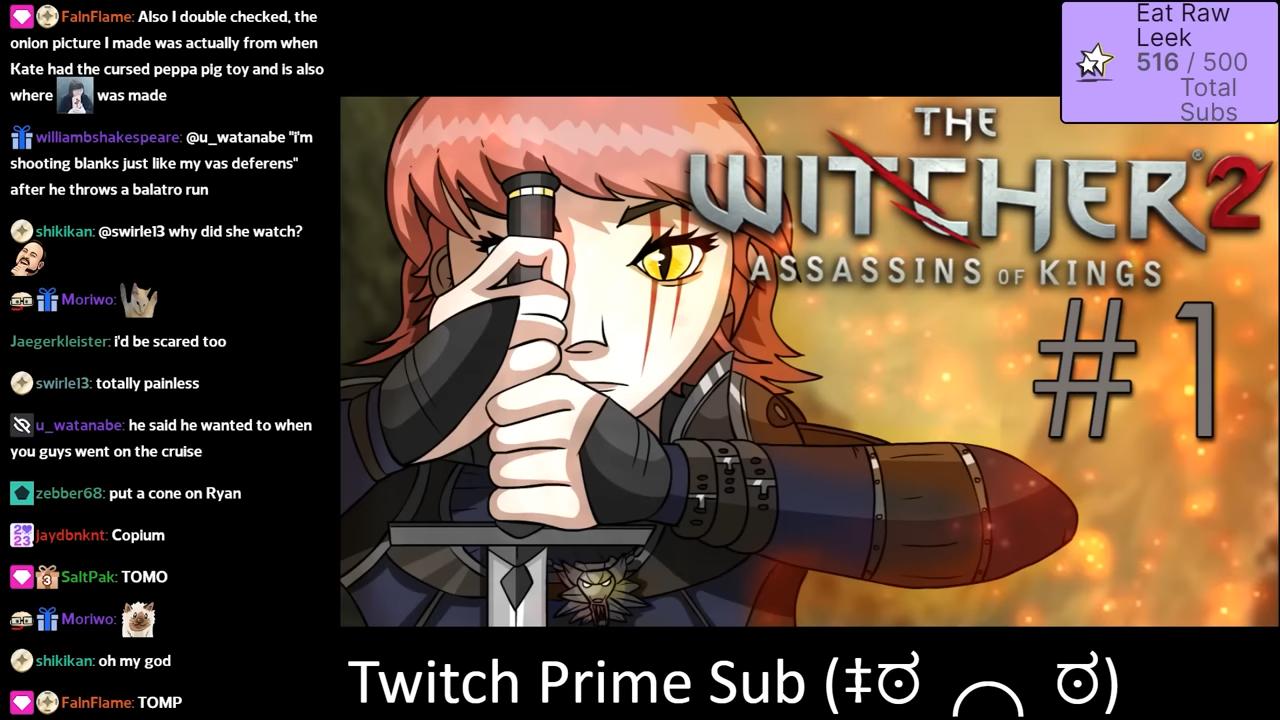 FaInFlame: Also I double checked, the
onion picture I made was actually from when
Kate had the cursed peppa pig toy and is also
where was made
williambshakespeare: @u_watanabe "i'm
shooting blanks just like my vas deferens"
after he throws a balatro run
shikikan: @swirle13 why did she watch?
Moriwo:
Jaegerkleister: i'd be scared too
swirle13: totally painless
u_watanabe: he said he wanted to when
you guys went on the cruise
zebber68: put a cone on Ryan
2023
Jaydbnknt: Copium
3
SaltPak: TOMO
Moriwo:
shikikan: oh my god
FaInFlame: TOMP
Eat Raw
Leek
516 / 500
Total
Subs
THE
WITCHER® 2
ASSASSINS OF KINGS
#1
Twitch Prime Sub (‡ಠ ⁀ ಠ)